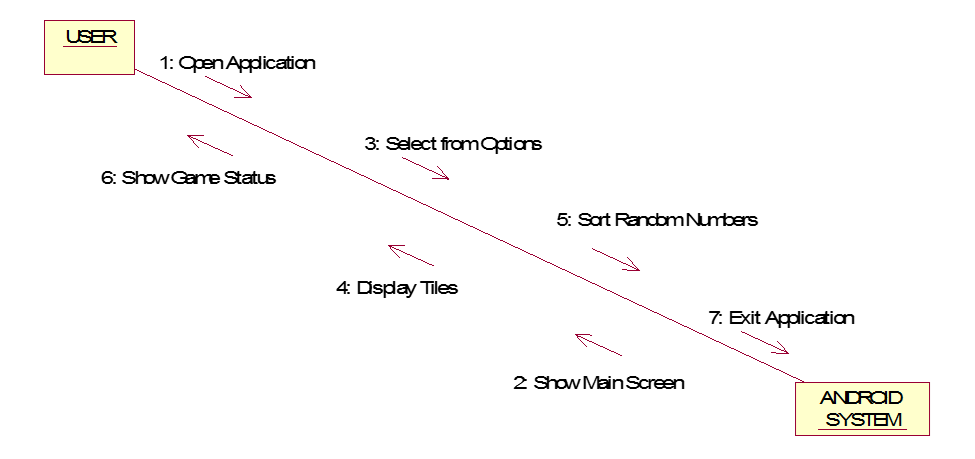 USER
1: Open Application
3: Select from Options
6: Show Game Status
5: Sort Random Numbers
4: Display Tiles
7: Exit Application
2: Show Main Screen
ANDROID
SYSTEM